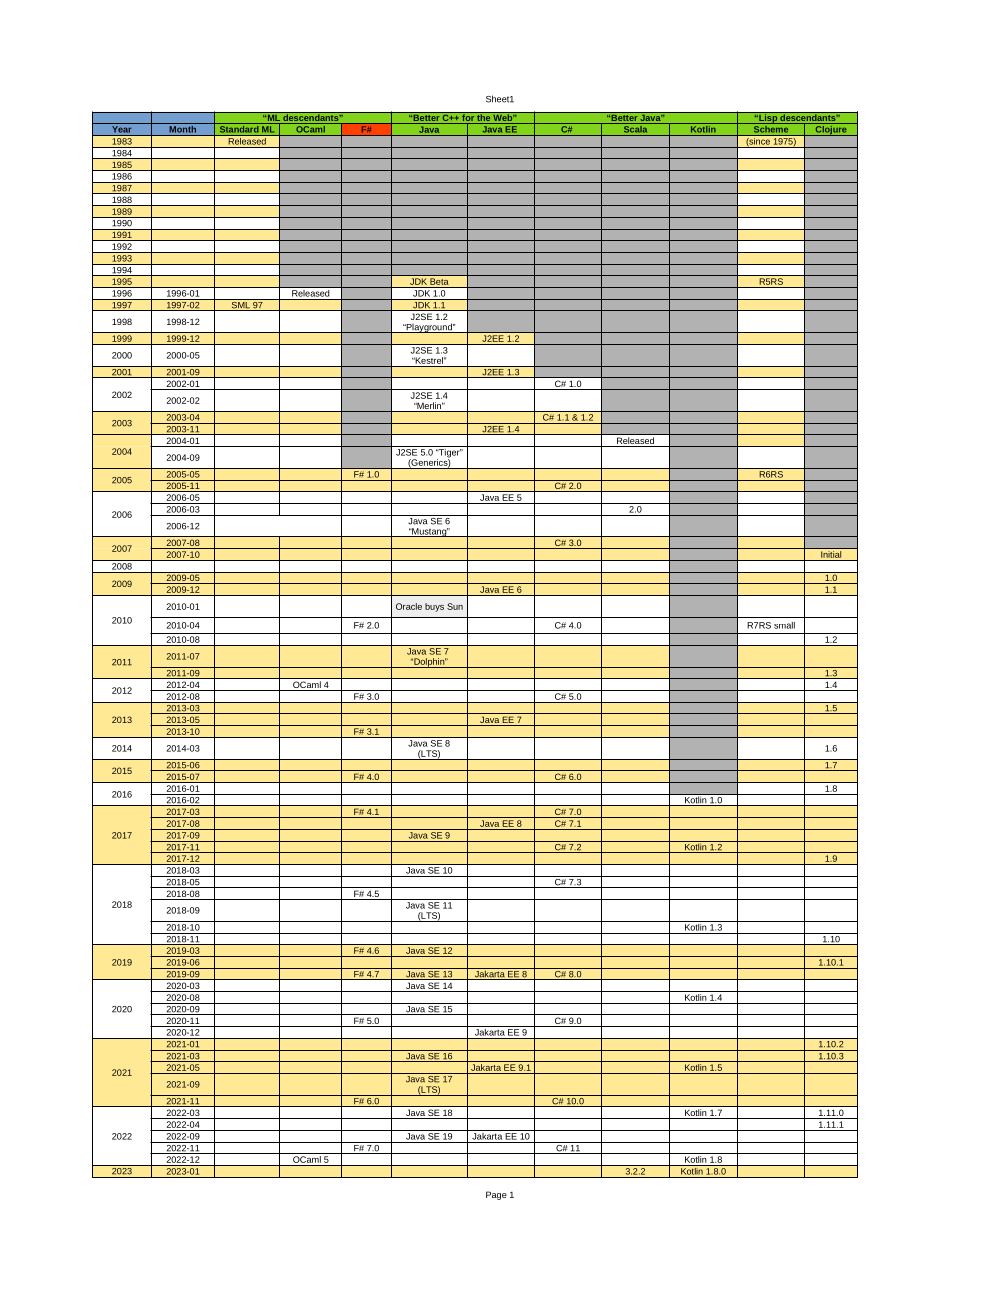 Sheet1
“ML descendants” “Better C++ for the Web” “Better Java” “Lisp descendants”
Year Month Standard ML OCaml F# Java Java EE C# Scala Kotlin Scheme Clojure
1983 Released (since 1975)
1984
1985
1986
1987
1988
1989
1990
1991
1992
1993
1994
1995 JDK Beta R5RS
1996 1996-01 Released JDK 1.0
1997 1997-02 SML 97 JDK 1.1
1998 1998-12 J2SE 1.2
“Playground”
1999 1999-12 J2EE 1.2
2000 2000-05 J2SE 1.3
“Kestrel”
2001 2001-09 J2EE 1.3
2002 2002-01 C# 1.0
2002-02 J2SE 1.4
“Merlin”
2003 2003-04 C# 1.1 & 1.2
2003-11 J2EE 1.4
2004 2004-01 Released
2004-09 J2SE 5.0 “Tiger”
(Generics)
2005 2005-05 F# 1.0 R6RS
2005-11 C# 2.0
2006 2006-05 Java EE 5
2006-03 2.0
2006-12 Java SE 6
“Mustang”
2007 2007-08 C# 3.0
2007-10 Initial
2008
2009 2009-05 1.0
2009-12 Java EE 6 1.1
2010 2010-01 Oracle buys Sun
2010-04 F# 2.0 C# 4.0 R7RS small
2010-08 1.2
2011 2011-07 Java SE 7
“Dolphin”
2011-09 1.3
2012 2012-04 OCaml 4 1.4
2012-08 F# 3.0 C# 5.0
2013 2013-03 1.5
2013-05 Java EE 7
2013-10 F# 3.1
2014 2014-03 Java SE 8
(LTS) 1.6
2015 2015-06 1.7
2015-07 F# 4.0 C# 6.0
2016 2016-01 1.8
2016-02 Kotlin 1.0
2017 2017-03 F# 4.1 C# 7.0
2017-08 Java EE 8 C# 7.1
2017-09 Java SE 9
2017-11 C# 7.2 Kotlin 1.2
2017-12 1.9
2018 2018-03 Java SE 10
2018-05 C# 7.3
2018-08 F# 4.5
2018-09 Java SE 11
(LTS)
2018-10 Kotlin 1.3
2018-11 1.10
2019 2019-03 F# 4.6 Java SE 12
2019-06 1.10.1
2019-09 F# 4.7 Java SE 13 Jakarta EE 8 C# 8.0
2020 2020-03 Java SE 14
2020-08 Kotlin 1.4
2020-09 Java SE 15
2020-11 F# 5.0 C# 9.0
2020-12 Jakarta EE 9
2021 2021-01 1.10.2
2021-03 Java SE 16 1.10.3
2021-05 Jakarta EE 9.1 Kotlin 1.5
2021-09 Java SE 17
(LTS)
2021-11 F# 6.0 C# 10.0
2022 2022-03 Java SE 18 Kotlin 1.7 1.11.0
2022-04 1.11.1
2022-09 Java SE 19 Jakarta EE 10
2022-11 F# 7.0 C# 11
2022-12 OCaml 5 Kotlin 1.8
2023 2023-01 3.2.2 Kotlin 1.8.0
Page 1